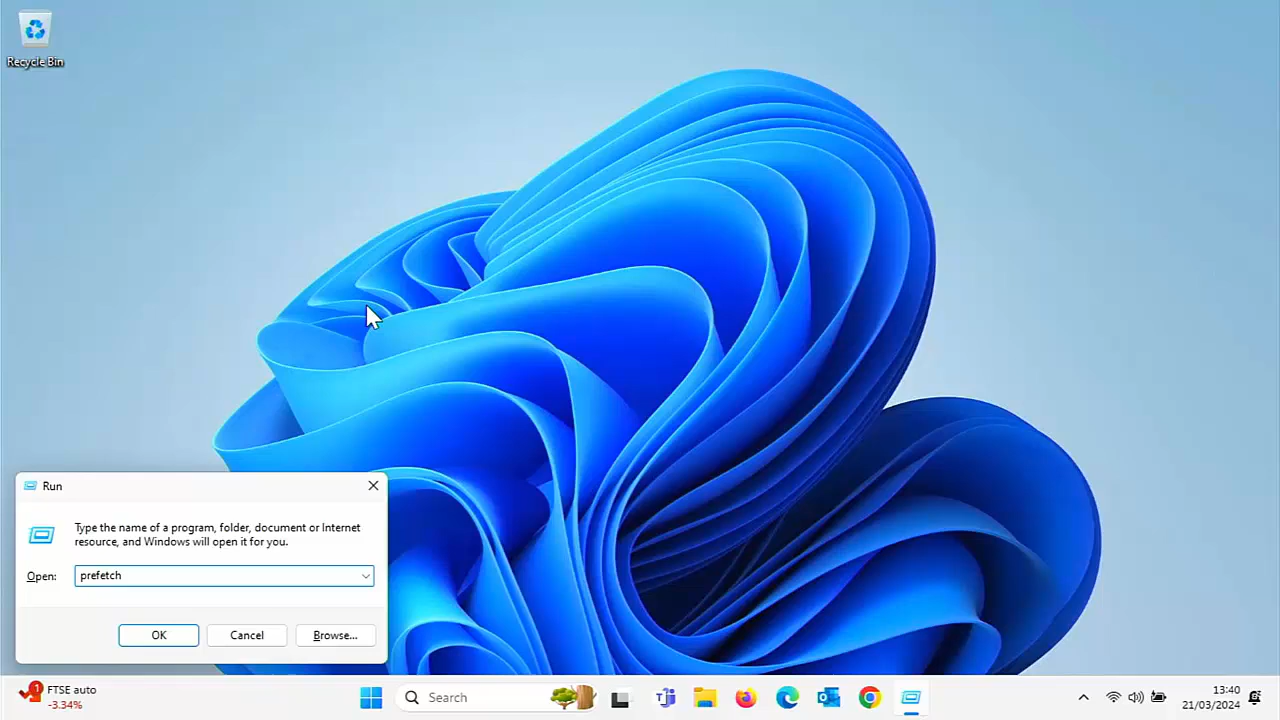 Recycle Bin
Run
Type the name of a program, folder, document or Internet
resource, and Windows will open it for you.
Open: prefetch
OK Cancel Browse...
1
FTSE auto
-3.34%
Search
13:40
21/03/2024